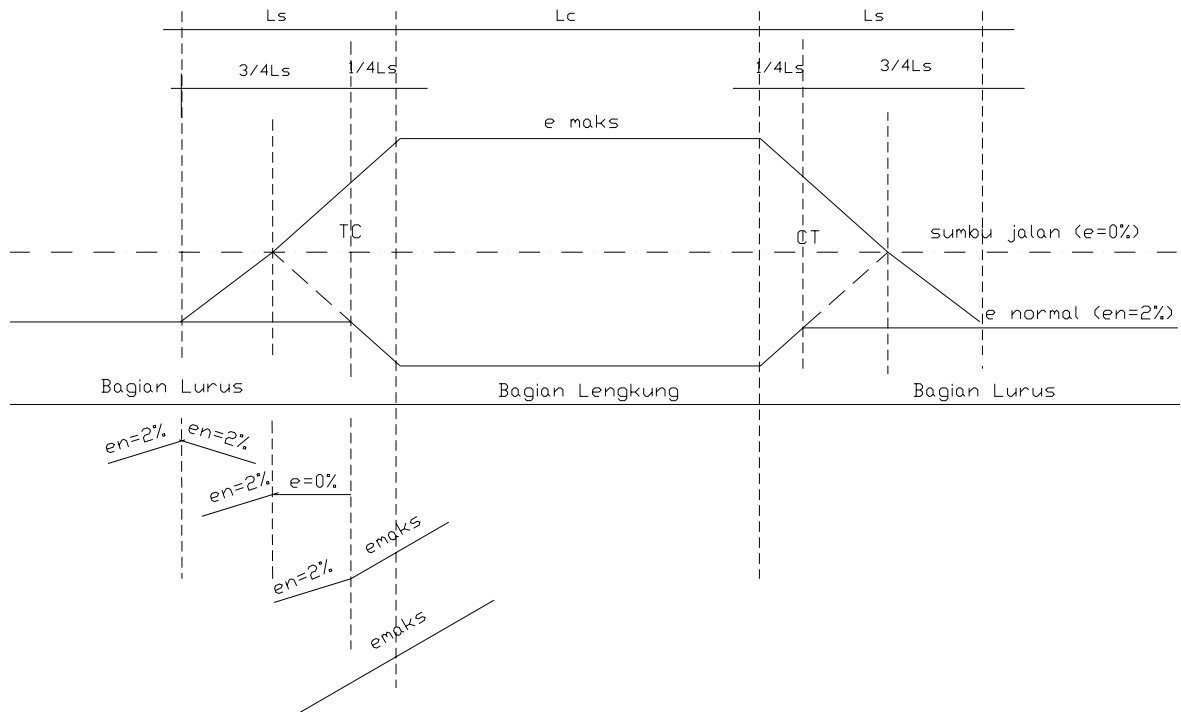 Ls
Lc
Ls
3/4Ls
1/4Ls
1/4Ls
3/4Ls
e maks
TC
CT
sumbu jalan (e=0%)
e normal (en=2%)
Bagian Lurus
Bagian Lengkung
Bagian Lurus
en=2%
en=2%
en=2%
e=0%
emaks
en=2%
emaks